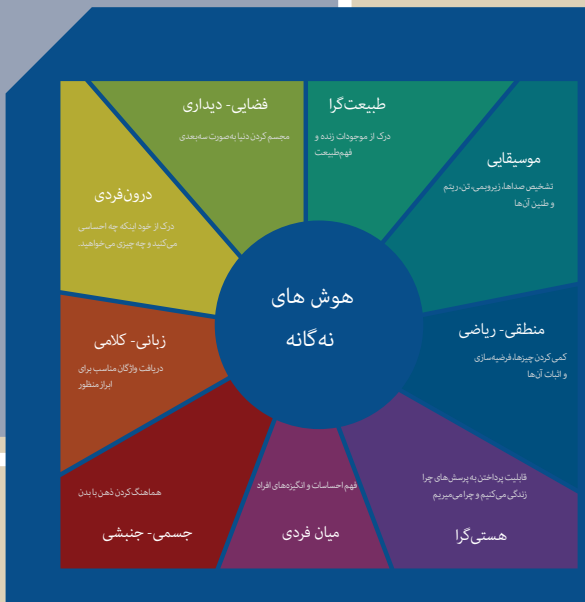 هوش های
نه‌گانه
طبیعت‌گرا
درک از موجودات زنده و
فهم‌طبیعت
موسیقایی
تشخیص صداها، زیروبمی، تن، ریتم
و طنین آن‌ها
منطقی- ریاضی
کمی کردن چیزها، فرضیه‌سازی
و اثبات آن‌ها
قابلیت پرداختن به پرسش‌های چرا
زندگی می‌کنیم و چرا می‌میریم
هستی‌گرا
فهم احساسات و انگیزه‌های افراد
میان فردی
هماهنگ کردن ذهن با بدن
جسمی- جنبشی
زبانی- کلامی
دریافت واژگان مناسب برای
ابراز منظور
درون‌فردی
درک از خود اینکه چه احساسی
می‌کنید و چه چیزی می‌خواهید.
فضایی- دیداری
مجسم کردن دنیا به‌صورت سه‌بعدی